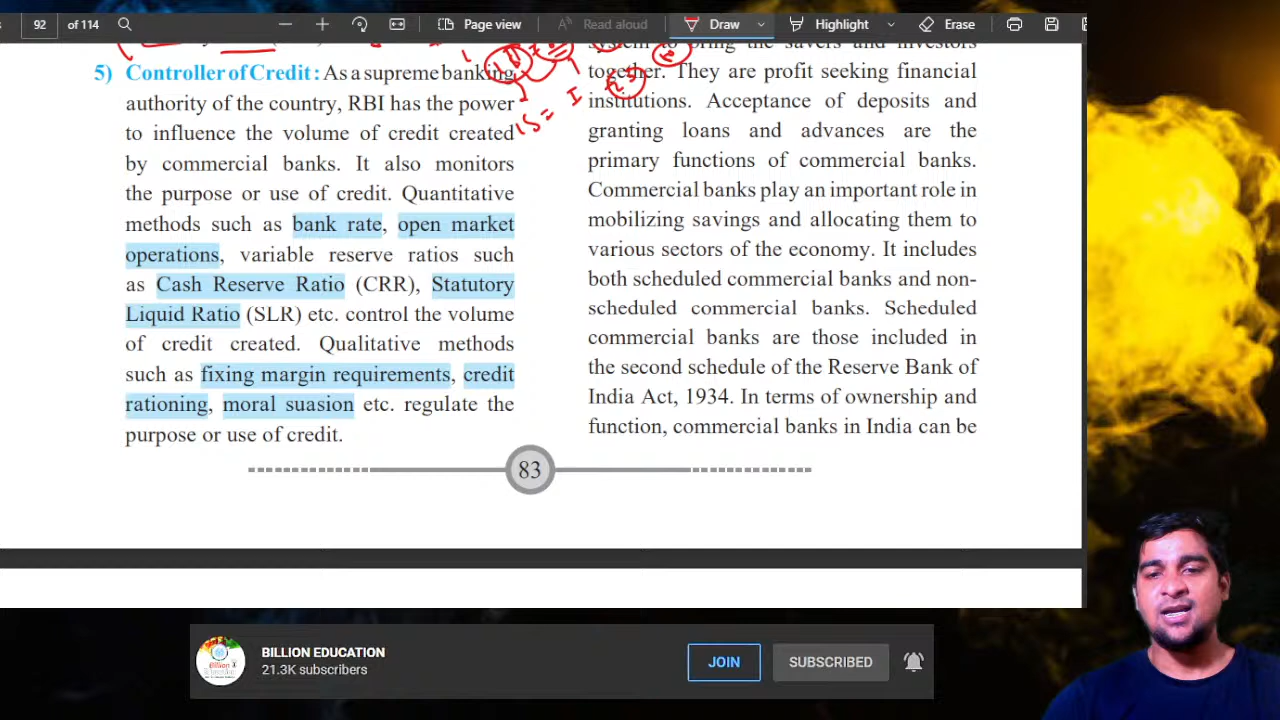 92
of 114
Page view
Read aloud
Draw
Highlight
Erase
5) Controller of Credit : As a supreme banking
authority of the country, RBI has the power
to influence the volume of credit created
by commercial banks. It also monitors
the purpose or use of credit. Quantitative
methods such as bank rate, open market
operations, variable reserve ratios such
as Cash Reserve Ratio (CRR), Statutory
Liquid Ratio (SLR) etc. control the volume
of credit created. Qualitative methods
such as fixing margin requirements, credit
rationing, moral suasion etc. regulate the
purpose or use of credit.
system to bring the savers and investors
together. They are profit seeking financial
institutions. Acceptance of deposits and
granting loans and advances are the
primary functions of commercial banks.
Commercial banks play an important role in
mobilizing savings and allocating them to
various sectors of the economy. It includes
both scheduled commercial banks and non-
scheduled commercial banks. Scheduled
commercial banks are those included in
the second schedule of the Reserve Bank of
India Act, 1934. In terms of ownership and
function, commercial banks in India can be
83
BILLION EDUCATION
21.3K subscribers
JOIN
SUBSCRIBED